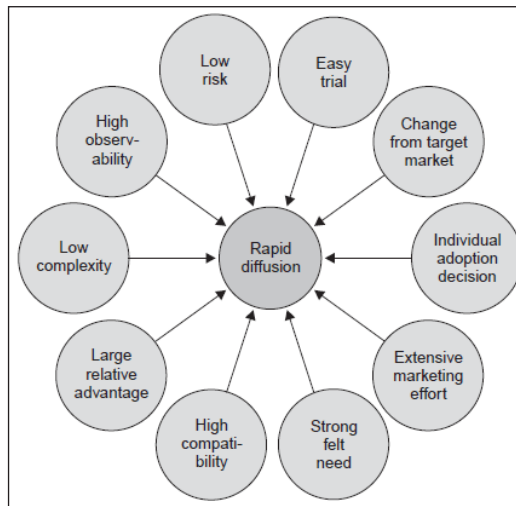 Low
risk
Easy
trial
High
observ-
ability
Change
from target
market
Low
complexity
Rapid
diffusion
Individual
adoption
decision
Large
relative
advantage
Extensive
marketing
effort
High
compati-
bility
Strong
felt
need